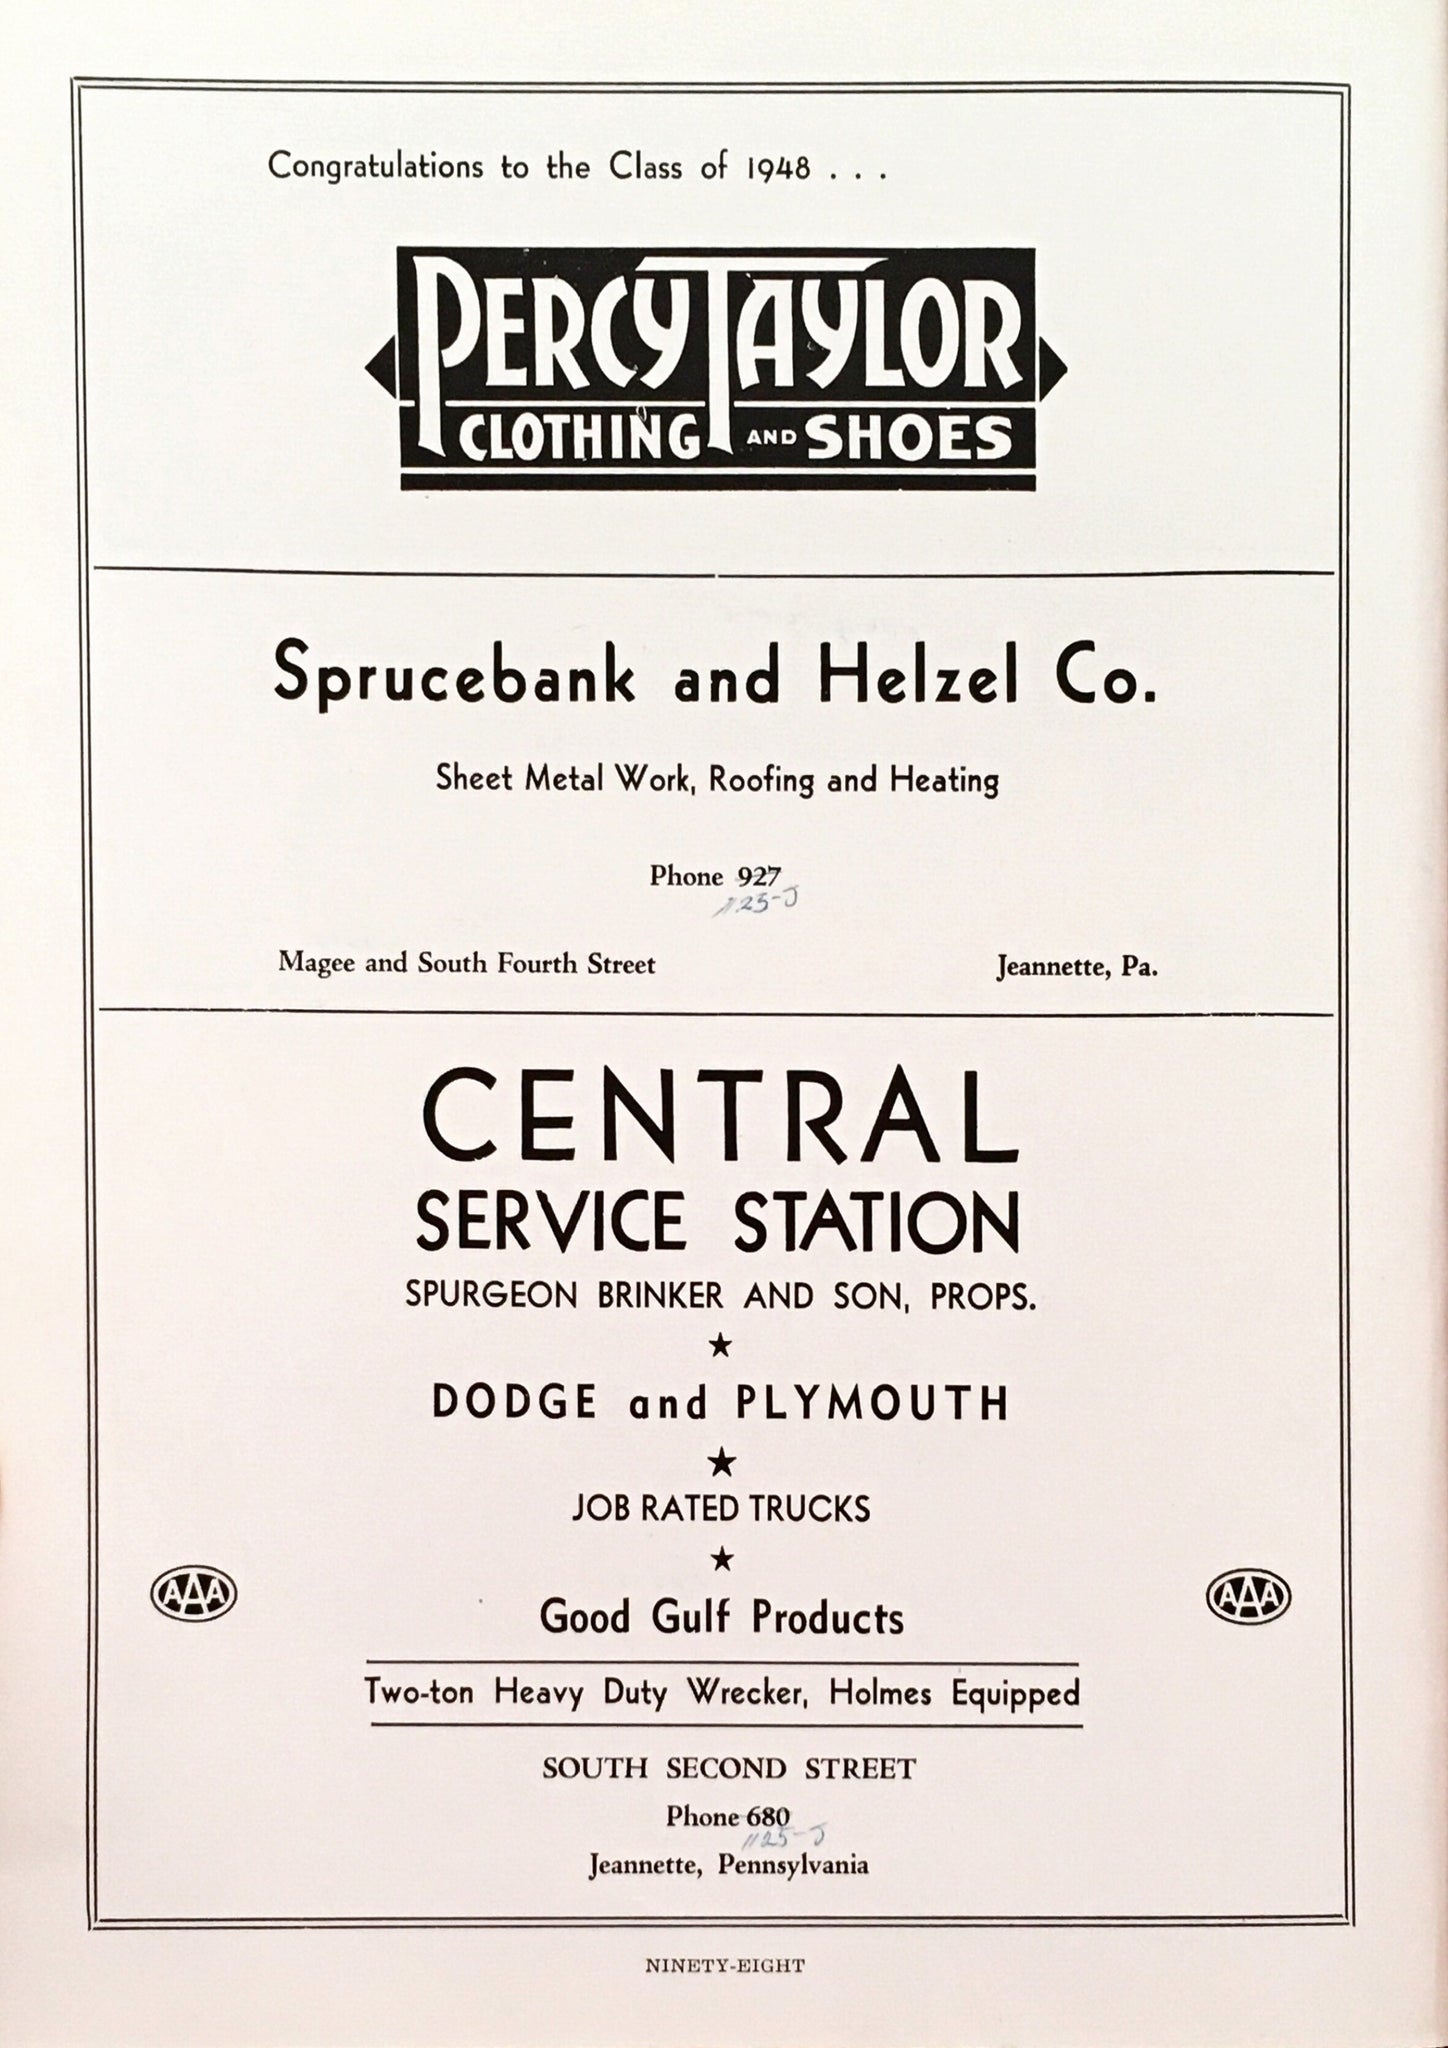 Congratulations to the Class of 1948 . . .
PERCY TAYLOR
CLOTHING AND SHOES
Sprucebank and Helzel Co.
Sheet Metal Work, Roofing and Heating
Phone 927
1125-J
Magee and South Fourth Street Jeannette, Pa.
CENTRAL
SERVICE STATION
SPURGEON BRINKER AND SON, PROPS.
DODGE and PLYMOUTH
JOB RATED TRUCKS
AAA Good Gulf Products AAA
Two-ton Heavy Duty Wrecker, Holmes Equipped
SOUTH SECOND STREET
Phone 680
1125-J
Jeannette, Pennsylvania
NINETY-EIGHT